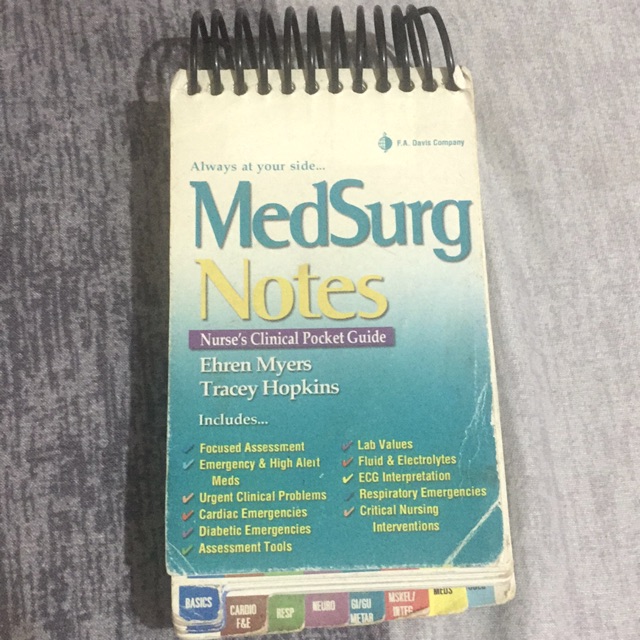 F.A. Davis Company
Always at your side...
MedSurg
Notes
Nurse's Clinical Pocket Guide
Ehren Myers
Tracey Hopkins
Includes...
Focused Assessment
Emergency & High Alert
Meds
Urgent Clinical Problems
Cardiac Emergencies
Diabetic Emergencies
Assessment Tools
Lab Values
Fluid & Electrolytes
ECG Interpretation
Respiratory Emergencies
Critical Nursing
Interventions
BASICS
CARDIO
F&E
RESP
NEURO
GI/GU
METAB
MSKEL/
INTEG
MEDS